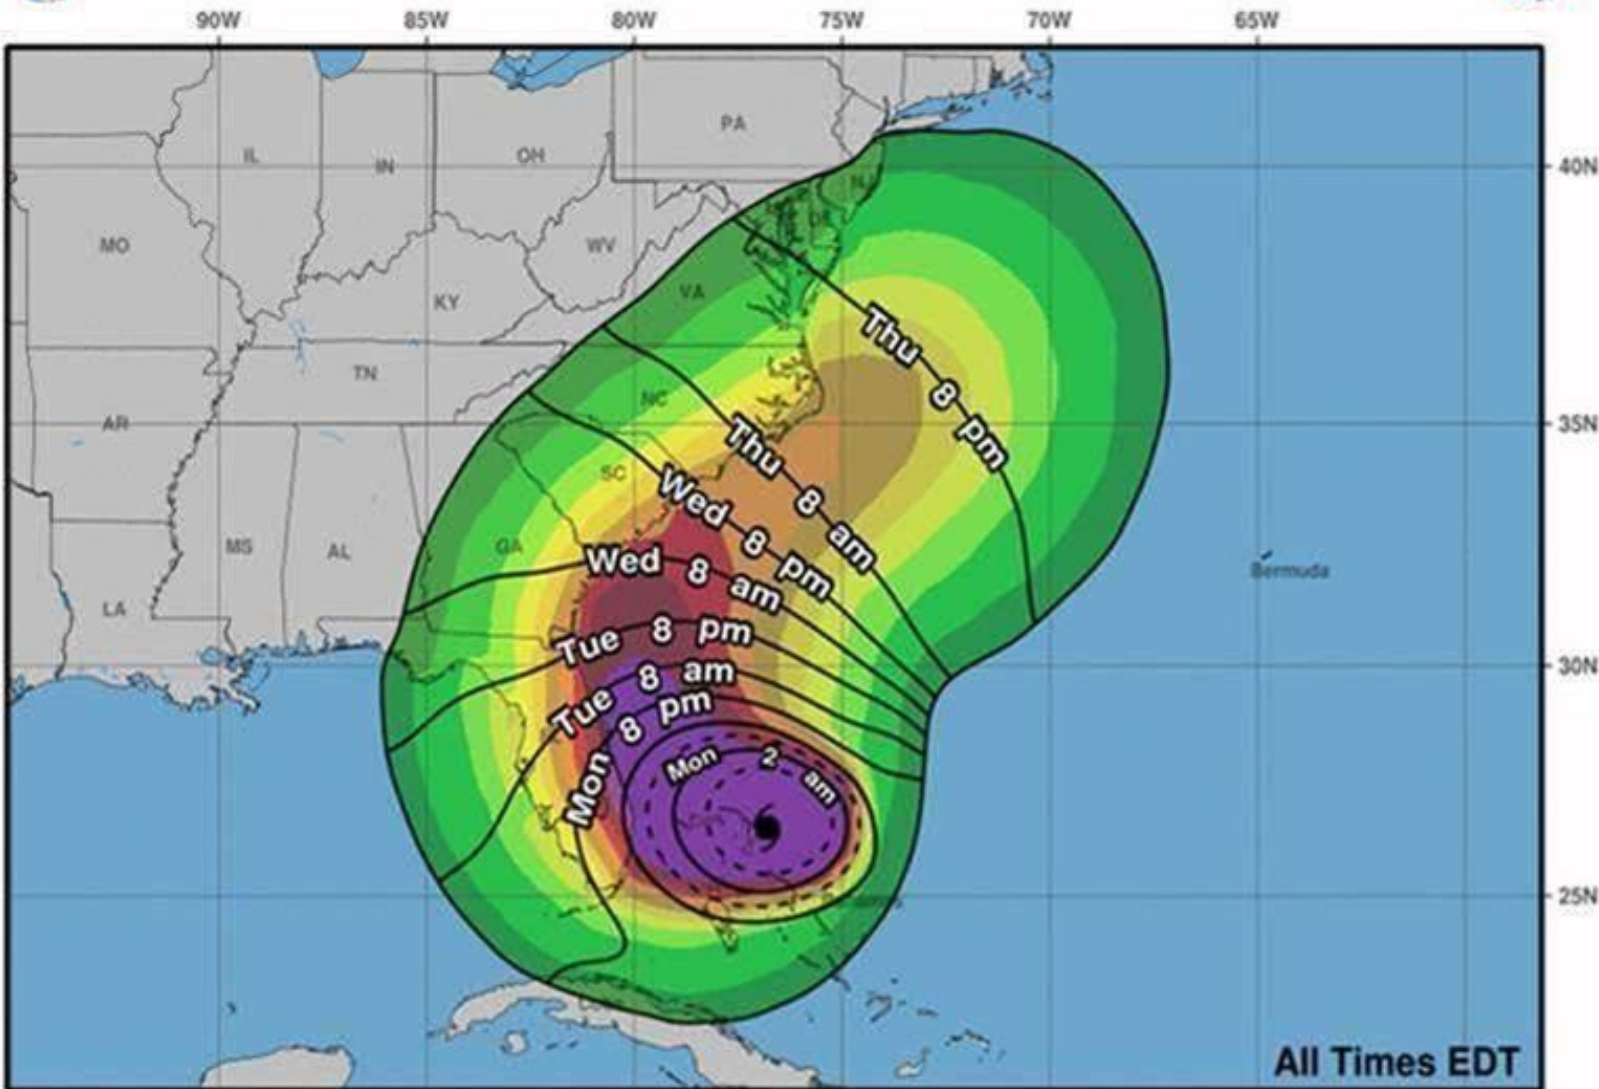 90W 85W 80W 75W 70W 65W
PA
40N
IL IN OH
NJ
DE
MO WV
VA
KY
Thu 8 pm
TN
NC
AR
35N
Thu 8 am
SC
Wed 8 pm
MS AL GA
Wed 8 am
Bermuda
LA
Tue 8 pm
30N
Tue 8 am
Mon 8 pm
Mon 2 am
25N
All Times EDT